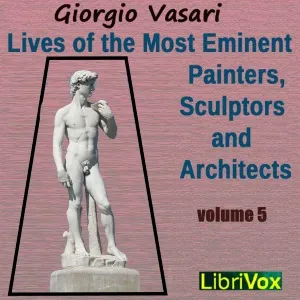 Giorgio Vasari
Lives of the Most Eminent
Painters,
Sculptors
and
Architects
volume 5
LibriVox